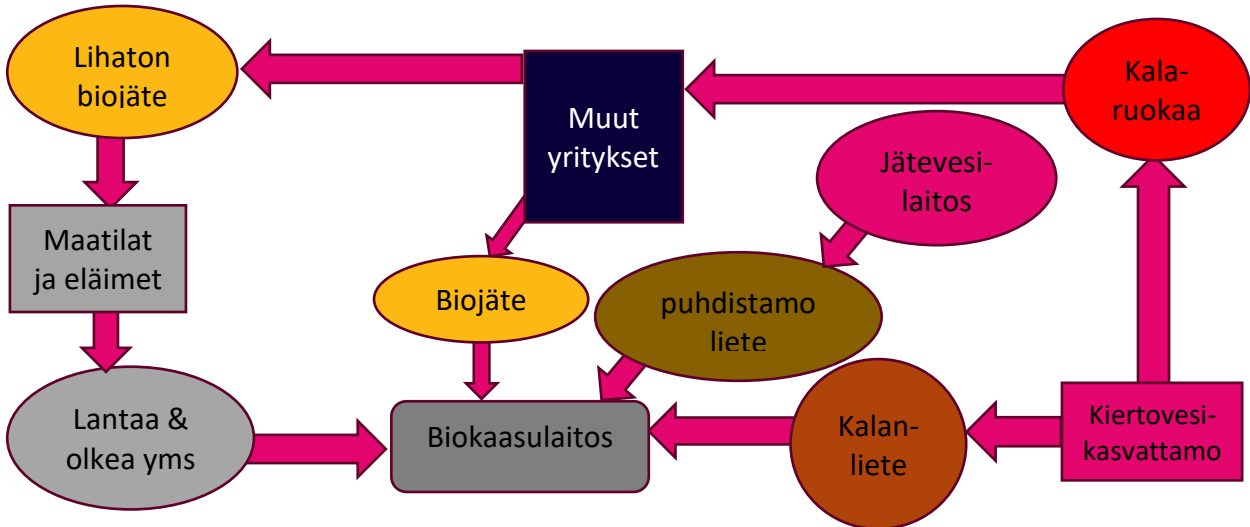 Lihaton
biojäte
Muut
yritykset
Kala-
ruokaa
Jätevesi-
laitos
Maatilat
ja eläimet
Biojäte
puhdistamo
liete
Lantaa &
olkea yms
Biokaasulaitos
Kalan-
liete
Kiertovesi-
kasvattamo